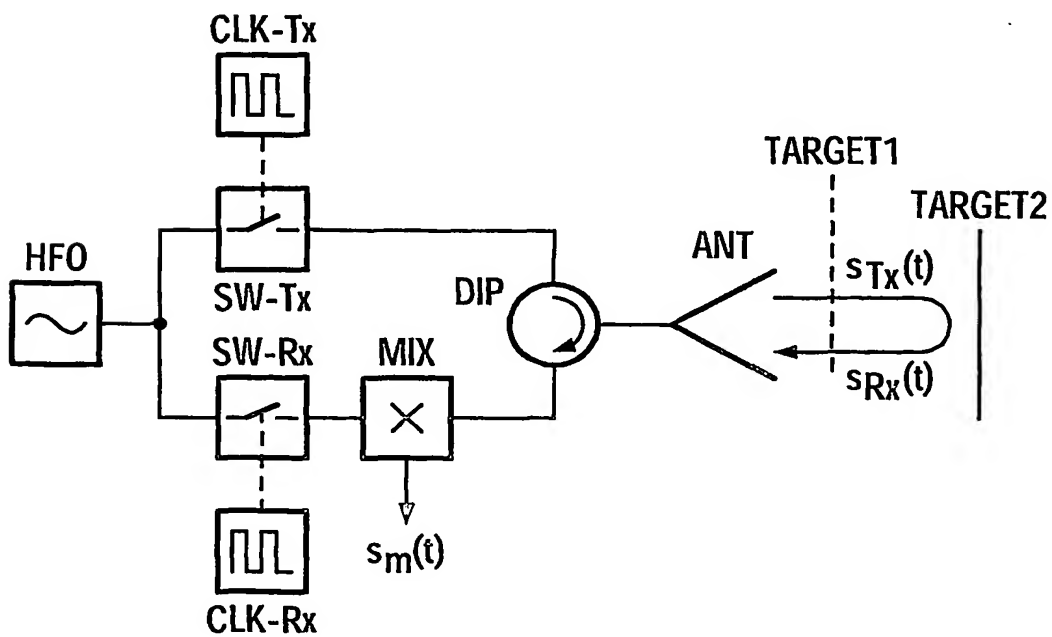 CLK-Tx
TARGET1
TARGET2
HFO
SW-Tx
DIP
ANT
sTx(t)
SW-Rx
MIX
sRx(t)
sm(t)
CLK-Rx